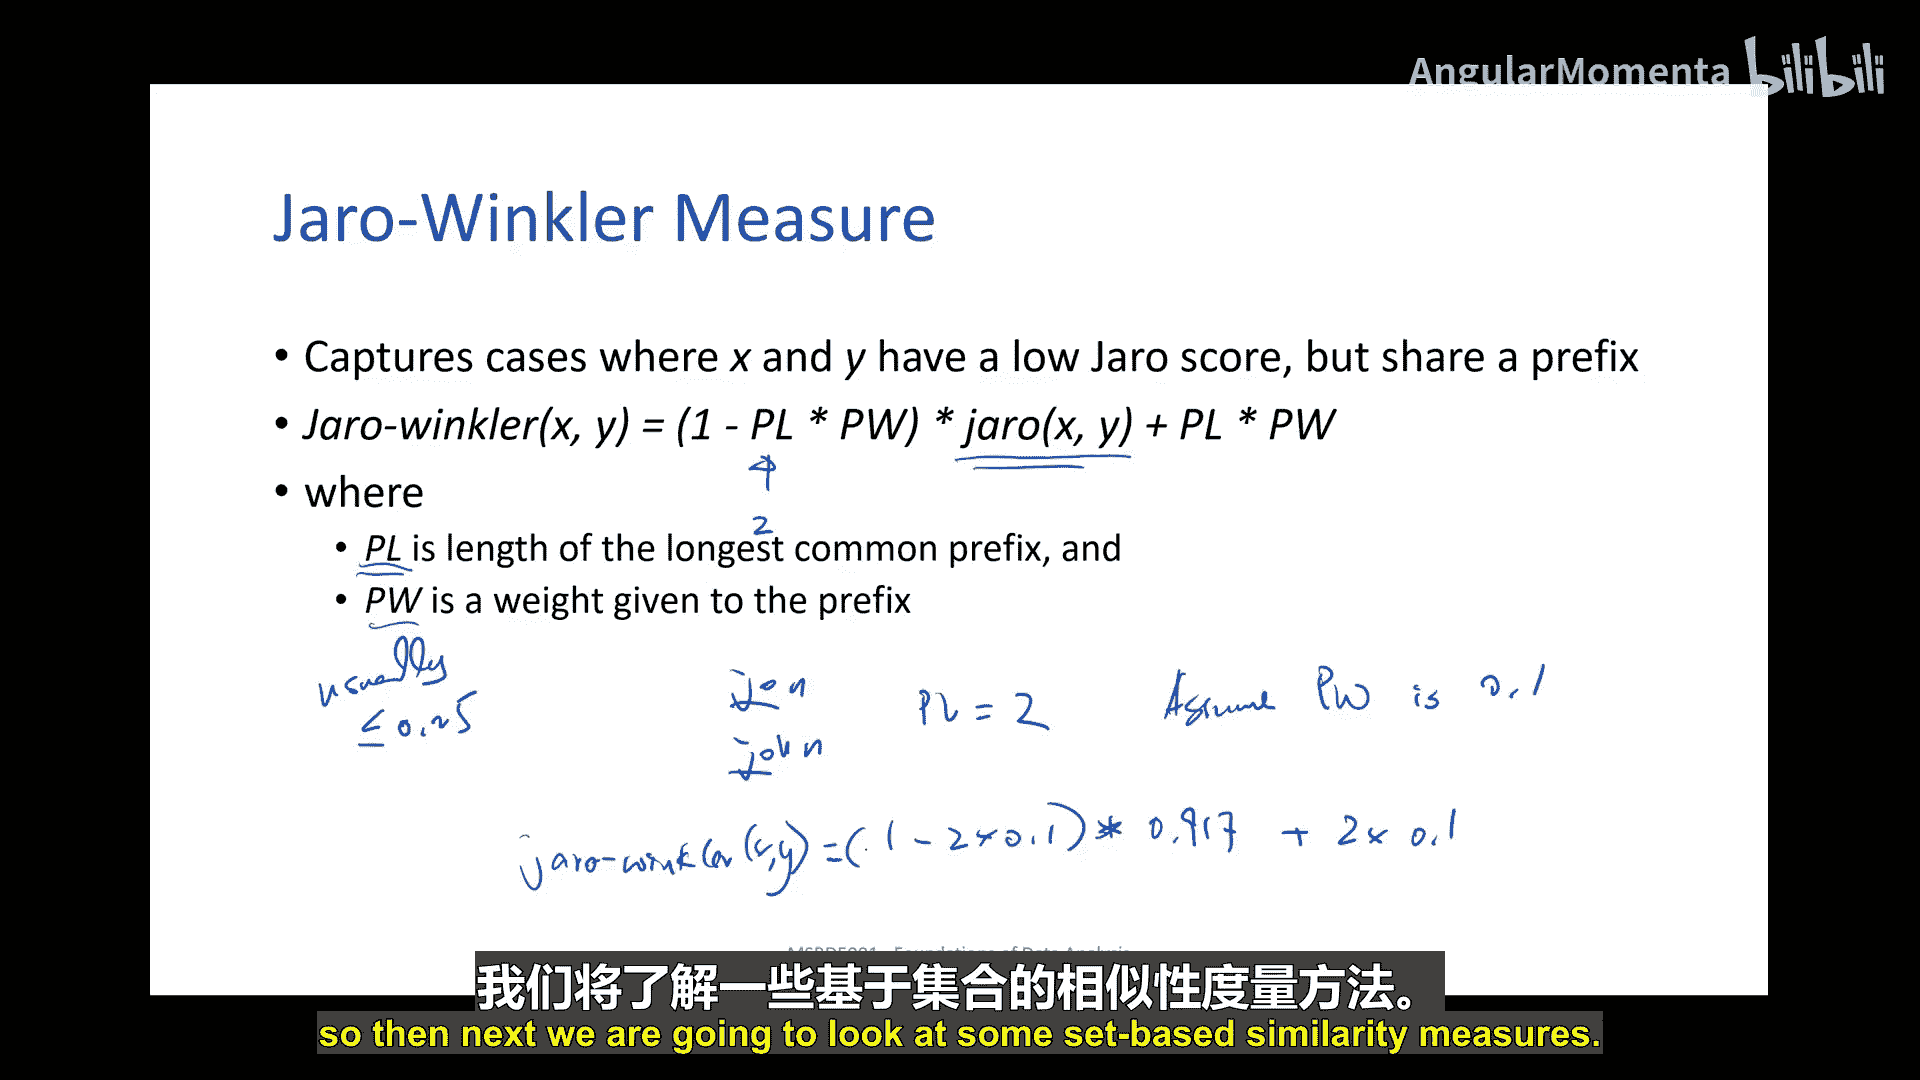 AngularMomenta bilibili
Jaro-Winkler Measure
• Captures cases where x and y have a low Jaro score, but share a prefix
• Jaro-winkler(x, y) = (1 - PL * PW) * jaro(x, y) + PL * PW
• where
2
• PL is length of the longest common prefix, and
• PW is a weight given to the prefix
usually
≤ 0.25
jon
PL = 2
Assume PW is 0.1
john
jaro-winkler(x,y) = (1 - 2×0.1) * 0.917 + 2×0.1
我们将了解一些基于集合的相似性度量方法。
so then next we are going to look at some set-based similarity measures.